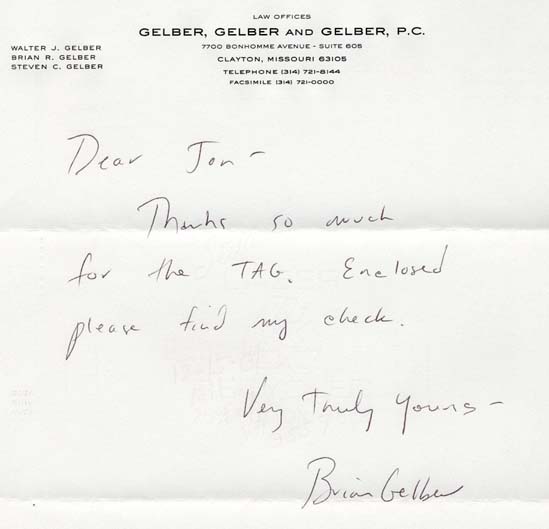 LAW OFFICES
GELBER, GELBER AND GELBER, P.C.
7700 BONHOMME AVENUE - SUITE 605
CLAYTON, MISSOURI 63105
TELEPHONE (314) 721-8144
FACSIMILE (314) 721-0000
WALTER J. GELBER
BRIAN R. GELBER
STEVEN C. GELBER
Dear Jon -
Thanks so much
for the TAG. Enclosed
please find my check.
Very Truly Yours -
Brian Gelber